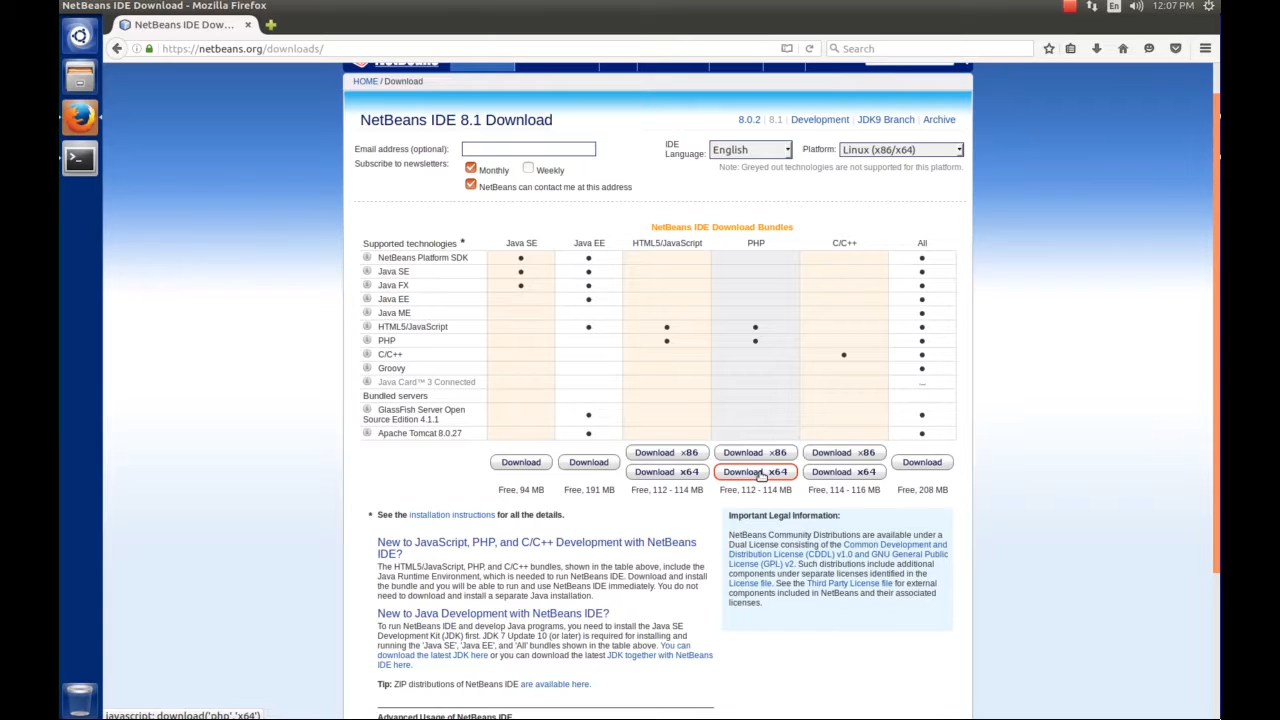 NetBeans IDE Download - Mozilla Firefox
En
12:07 PM
NetBeans IDE Dow...
https://netbeans.org/downloads/
Search
HOME / Download
NetBeans IDE 8.1 Download
8.0.2 | 8.1 | Development | JDK9 Branch | Archive
Email address (optional):
IDE Language: English
Platform: Linux (x86/x64)
Subscribe to newsletters:
Monthly
Weekly
Note: Greyed out technologies are not supported for this platform.
NetBeans can contact me at this address
NetBeans IDE Download Bundles
Supported technologies * Java SE Java EE HTML5/JavaScript PHP C/C++ All
NetBeans Platform SDK • • •
Java SE • • •
Java FX • • •
Java EE • •
Java ME •
HTML5/JavaScript • • • •
PHP • • •
C/C++ • •
Groovy •
Java Card™ 3 Connected –
Bundled servers
GlassFish Server Open
Source Edition 4.1.1 • •
Apache Tomcat 8.0.27 • •
Download x86 Download x86 Download x86
Download Download Download
Download x64 Download x64 Download x64
Free, 94 MB Free, 191 MB Free, 112 - 114 MB Free, 112 - 114 MB Free, 114 - 116 MB Free, 208 MB
* See the installation instructions for all the details.
New to JavaScript, PHP, and C/C++ Development with NetBeans
IDE?
The HTML5/JavaScript, PHP, and C/C++ bundles, shown in the table above, include the
Java Runtime Environment, which is needed to run NetBeans IDE. Download and install
the bundle and you will be able to run and use NetBeans IDE immediately. You do not
need to download and install a separate Java installation.
New to Java Development with NetBeans IDE?
To run NetBeans IDE and develop Java programs, you need to install the Java SE
Development Kit (JDK) first. JDK 7 Update 10 (or later) is required for installing and
running the 'Java SE', 'Java EE', and 'All' bundles shown in the table above. You can
download the latest JDK here or you can download the latest JDK together with NetBeans
IDE here.
Tip: ZIP distributions of NetBeans IDE are available here.
Advanced Usage of NetBeans IDE
Important Legal Information:
NetBeans Community Distributions are available under a
Dual License consisting of the Common Development and
Distribution License (CDDL) v1.0 and GNU General Public
License (GPL) v2. Such distributions include additional
components under separate licenses identified in the
License file. See the Third Party License file for external
components included in NetBeans and their associated
licenses.
javascript: download('php','x64')